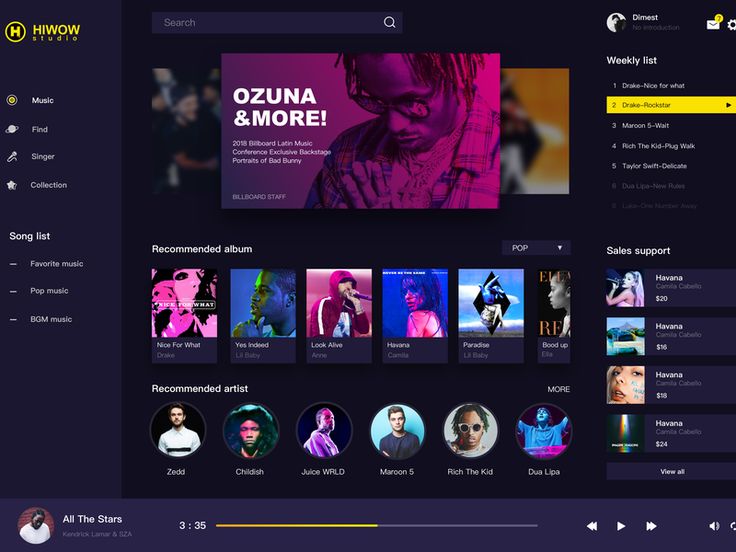 HIWOW
studio
Music
Find
Singer
Collection
Song list
Favorite music
Pop music
BGM music
Search
OZUNA
&MORE!
2018 Billboard Latin Music
Conference Exclusive Backstage
Portraits of Bad Bunny
BILLBOARD STAFF
Recommended album
POP
NICE FOR WHAT
NEVER BE THE SAME
Nice For What
Drake
Yes Indeed
Lil Baby
Look Alive
Anne
Havana
Camila
Paradise
Lil Baby
Bood up
Ella
Recommended artist
MORE
Zedd
Childish
Juice WRLD
Maroon 5
Rich The Kid
Dua Lipa
Dimest
No introduction
7
Weekly list
1 Drake-Nice for what
2 Drake-Rockstar
3 Maroon 5-Wait
4 Rich The Kid-Plug Walk
5 Taylor Swift-Delicate
6 Dua Lipa-New Rules
8 Luke-One Number Away
Sales support
Havana
Camila Cabello
$20
Havana
Camila Cabello
$16
Havana
Camila Cabello
$18
Havana
Camila Cabello
$24
IMAGINE DRAGONS
View all
All The Stars
Kendrick Lamar & SZA
3 : 35